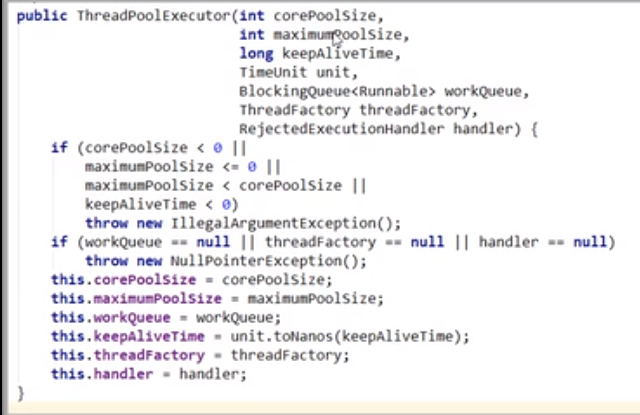 public ThreadPoolExecutor(int corePoolSize,
                          int maximumPoolSize,
                          long keepAliveTime,
                          TimeUnit unit,
                          BlockingQueue<Runnable> workQueue,
                          ThreadFactory threadFactory,
                          RejectedExecutionHandler handler) {
    if (corePoolSize < 0 ||
        maximumPoolSize <= 0 ||
        maximumPoolSize < corePoolSize ||
        keepAliveTime < 0)
        throw new IllegalArgumentException();
    if (workQueue == null || threadFactory == null || handler == null)
        throw new NullPointerException();
    this.corePoolSize = corePoolSize;
    this.maximumPoolSize = maximumPoolSize;
    this.workQueue = workQueue;
    this.keepAliveTime = unit.toNanos(keepAliveTime);
    this.threadFactory = threadFactory;
    this.handler = handler;
}